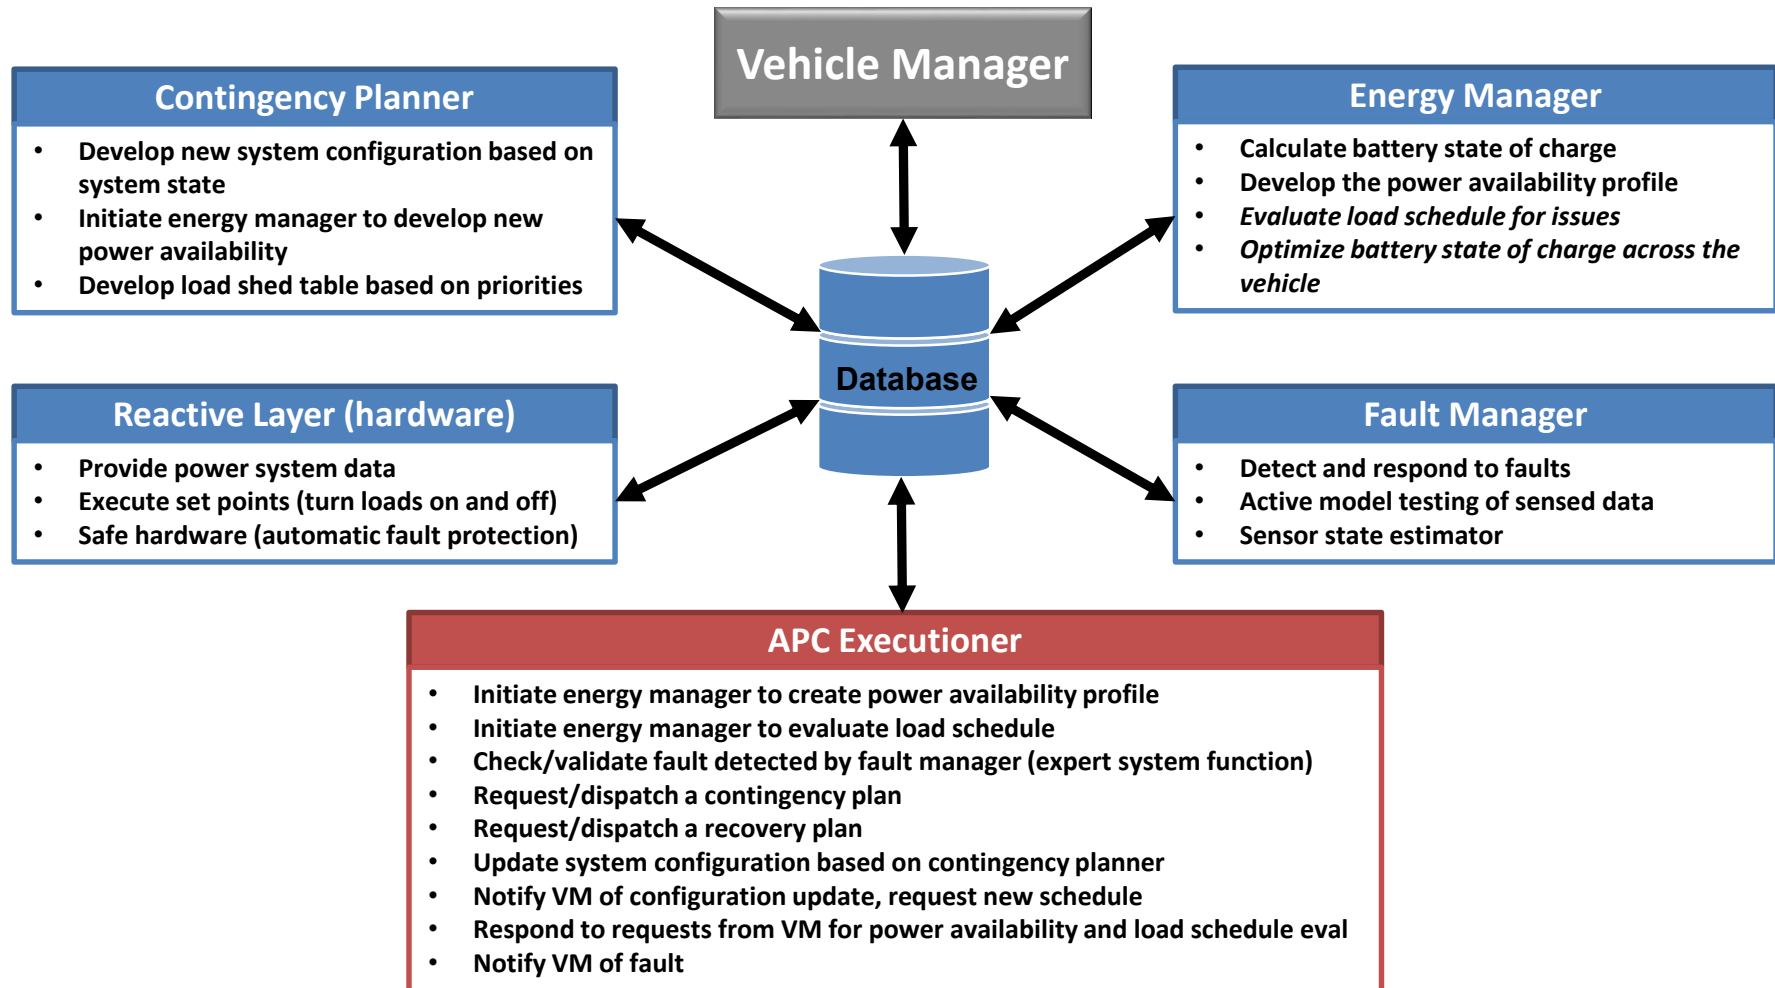 Vehicle Manager
Contingency Planner
• Develop new system configuration based on
system state
• Initiate energy manager to develop new
power availability
• Develop load shed table based on priorities
Energy Manager
• Calculate battery state of charge
• Develop the power availability profile
• Evaluate load schedule for issues
• Optimize battery state of charge across the
vehicle
Database
Reactive Layer (hardware)
• Provide power system data
• Execute set points (turn loads on and off)
• Safe hardware (automatic fault protection)
Fault Manager
• Detect and respond to faults
• Active model testing of sensed data
• Sensor state estimator
APC Executioner
• Initiate energy manager to create power availability profile
• Initiate energy manager to evaluate load schedule
• Check/validate fault detected by fault manager (expert system function)
• Request/dispatch a contingency plan
• Request/dispatch a recovery plan
• Update system configuration based on contingency planner
• Notify VM of configuration update, request new schedule
• Respond to requests from VM for power availability and load schedule eval
• Notify VM of fault